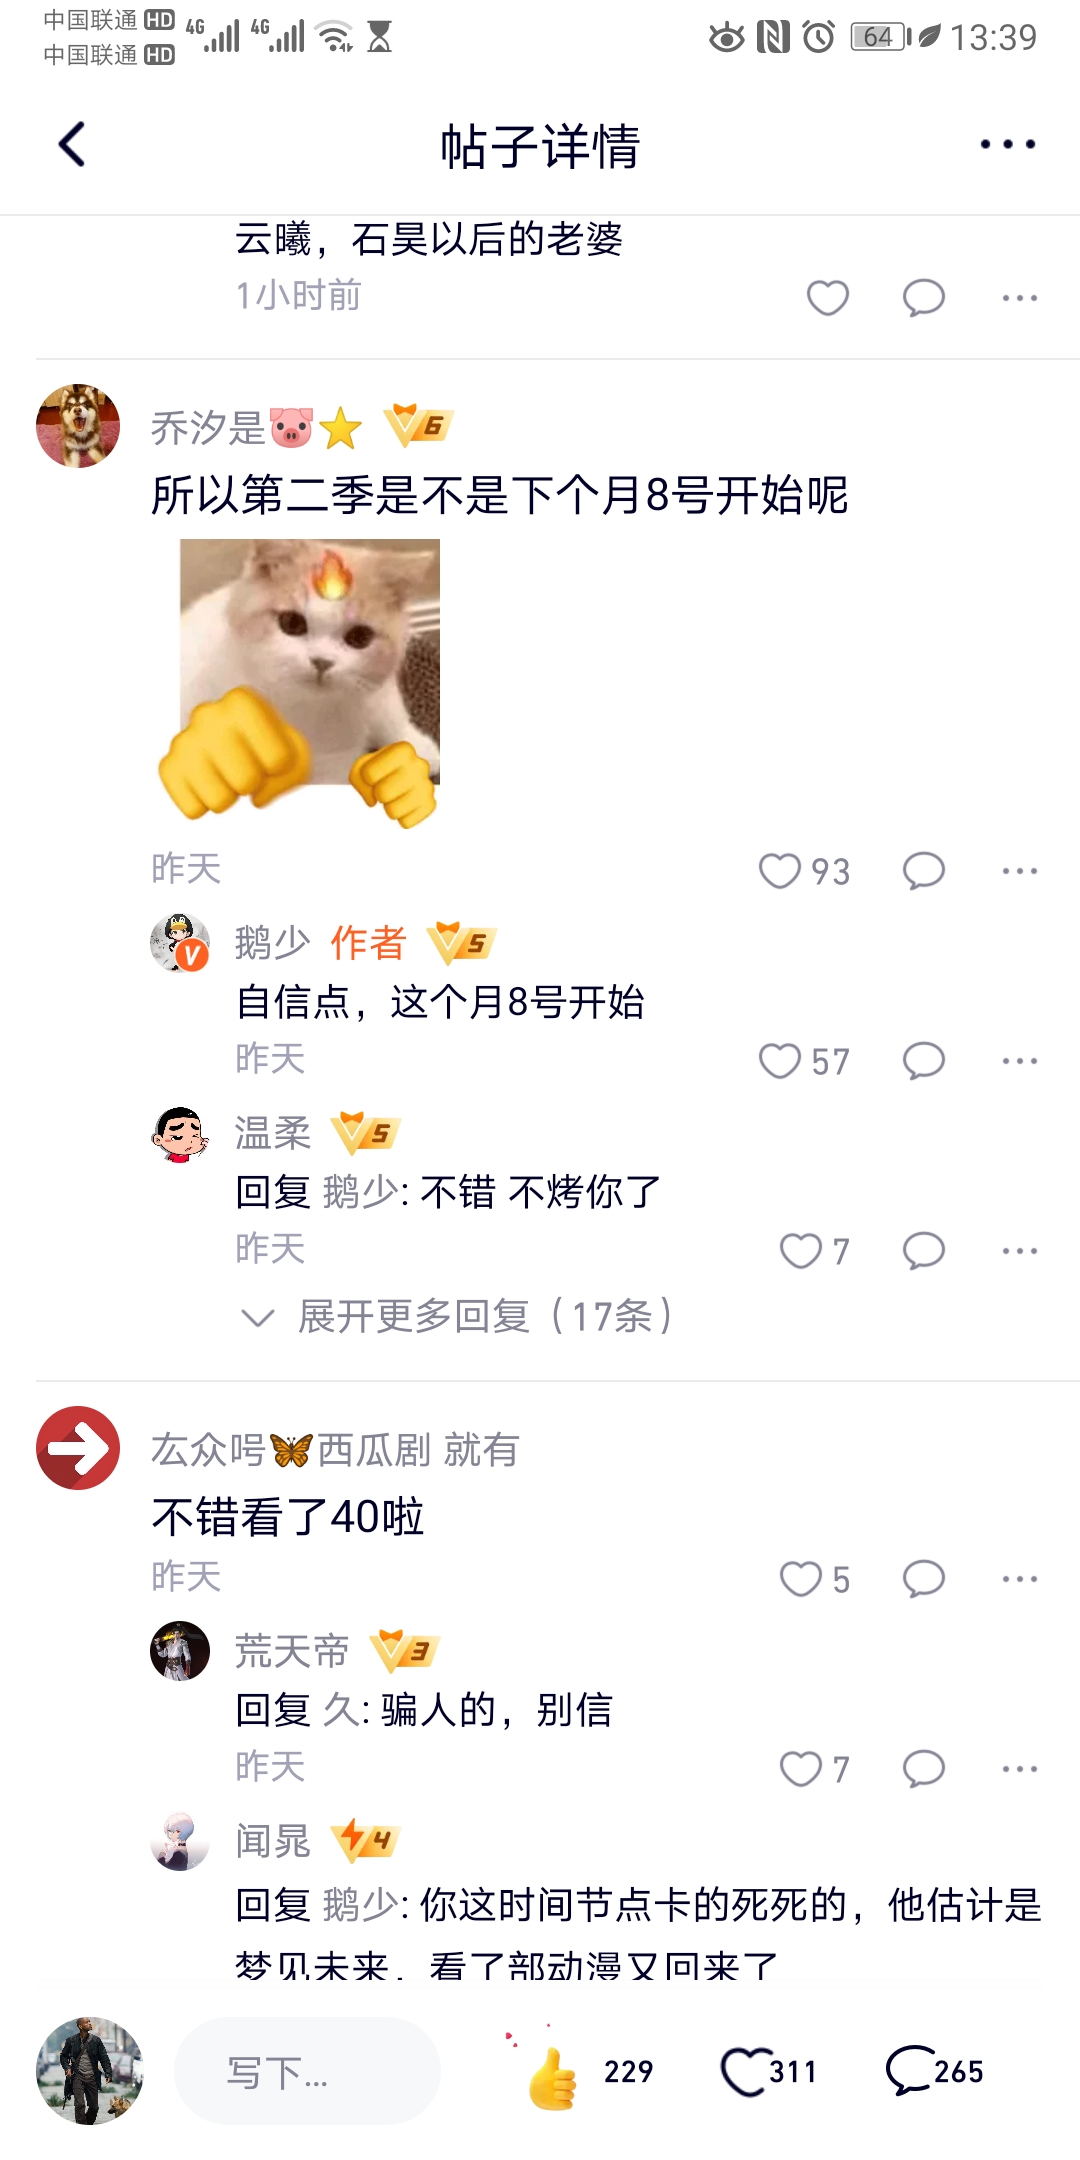 中国联通 HD 4G 4G 64 13:39
中国联通 HD
帖子详情
云曦，石昊以后的老婆
1小时前
乔汐是🐷⭐ 6
所以第二季是不是下个月8号开始呢
昨天 93
鹅少 作者 5
V
自信点，这个月8号开始
昨天 57
温柔 5
回复 鹅少: 不错 不烤你了
昨天 7
展开更多回复（17条）
厷众呺🦋西瓜剧 就有
不错看了40啦
昨天 5
荒天帝 3
回复 久: 骗人的，别信
昨天 7
闻晁 4
回复 鹅少: 你这时间节点卡的死死的，他估计是
梦见未来，看了部动漫又回来了
写下... 229 311 265